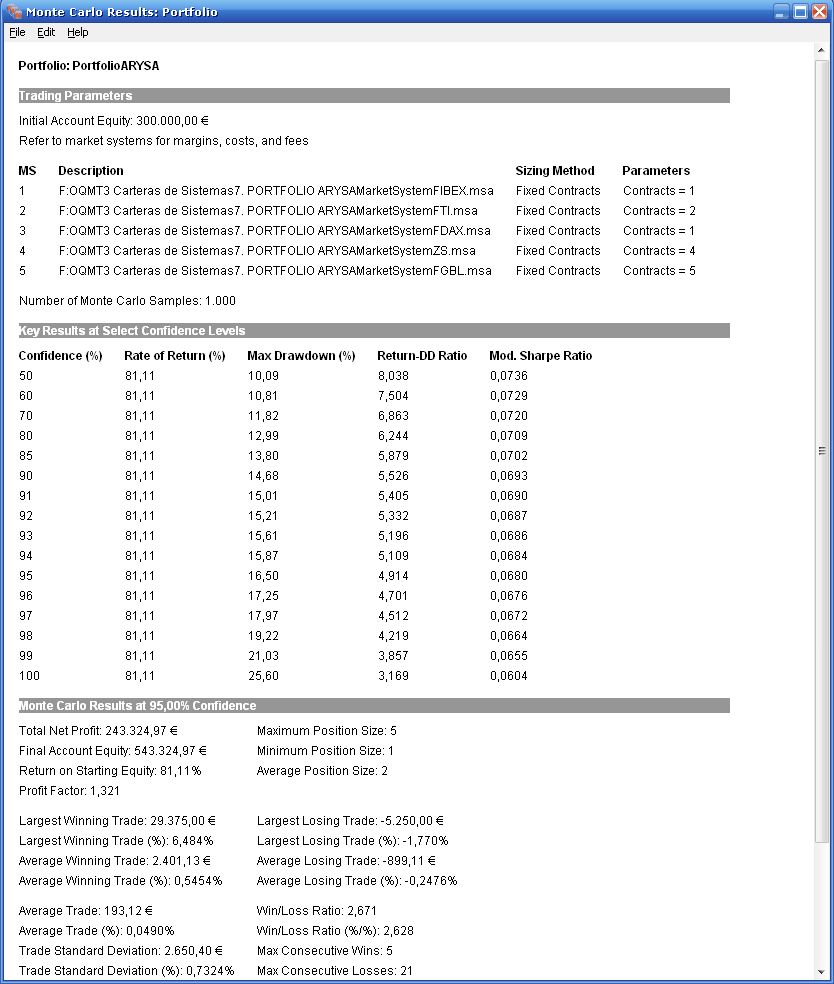 Monte Carlo Results: Portfolio
File Edit Help
Portfolio: PortfolioARYSA
Trading Parameters
Initial Account Equity: 300.000,00 €
Refer to market systems for margins, costs, and fees
MS Description Sizing Method Parameters
1 F:OQMT3 Carteras de Sistemas7. PORTFOLIO ARYSAMarketSystemFIBEX.msa Fixed Contracts Contracts = 1
2 F:OQMT3 Carteras de Sistemas7. PORTFOLIO ARYSAMarketSystemFTI.msa Fixed Contracts Contracts = 2
3 F:OQMT3 Carteras de Sistemas7. PORTFOLIO ARYSAMarketSystemFDAX.msa Fixed Contracts Contracts = 1
4 F:OQMT3 Carteras de Sistemas7. PORTFOLIO ARYSAMarketSystemZS.msa Fixed Contracts Contracts = 4
5 F:OQMT3 Carteras de Sistemas7. PORTFOLIO ARYSAMarketSystemFGBL.msa Fixed Contracts Contracts = 5
Number of Monte Carlo Samples: 1.000
Key Results at Select Confidence Levels
Confidence (%) Rate of Return (%) Max Drawdown (%) Return-DD Ratio Mod. Sharpe Ratio
50 81,11 10,09 8,038 0,0736
60 81,11 10,81 7,504 0,0729
70 81,11 11,82 6,863 0,0720
80 81,11 12,99 6,244 0,0709
85 81,11 13,80 5,879 0,0702
90 81,11 14,68 5,526 0,0693
91 81,11 15,01 5,405 0,0690
92 81,11 15,21 5,332 0,0687
93 81,11 15,61 5,196 0,0686
94 81,11 15,87 5,109 0,0684
95 81,11 16,50 4,914 0,0680
96 81,11 17,25 4,701 0,0676
97 81,11 17,97 4,512 0,0672
98 81,11 19,22 4,219 0,0664
99 81,11 21,03 3,857 0,0655
100 81,11 25,60 3,169 0,0604
Monte Carlo Results at 95,00% Confidence
Total Net Profit: 243.324,97 € Maximum Position Size: 5
Final Account Equity: 543.324,97 € Minimum Position Size: 1
Return on Starting Equity: 81,11% Average Position Size: 2
Profit Factor: 1,321
Largest Winning Trade: 29.375,00 € Largest Losing Trade: -5.250,00 €
Largest Winning Trade (%): 6,484% Largest Losing Trade (%): -1,770%
Average Winning Trade: 2.401,13 € Average Losing Trade: -899,11 €
Average Winning Trade (%): 0,5454% Average Losing Trade (%): -0,2476%
Average Trade: 193,12 € Win/Loss Ratio: 2,671
Average Trade (%): 0,0490% Win/Loss Ratio (%/%): 2,628
Trade Standard Deviation: 2.650,40 € Max Consecutive Wins: 5
Trade Standard Deviation (%): 0,7324% Max Consecutive Losses: 21